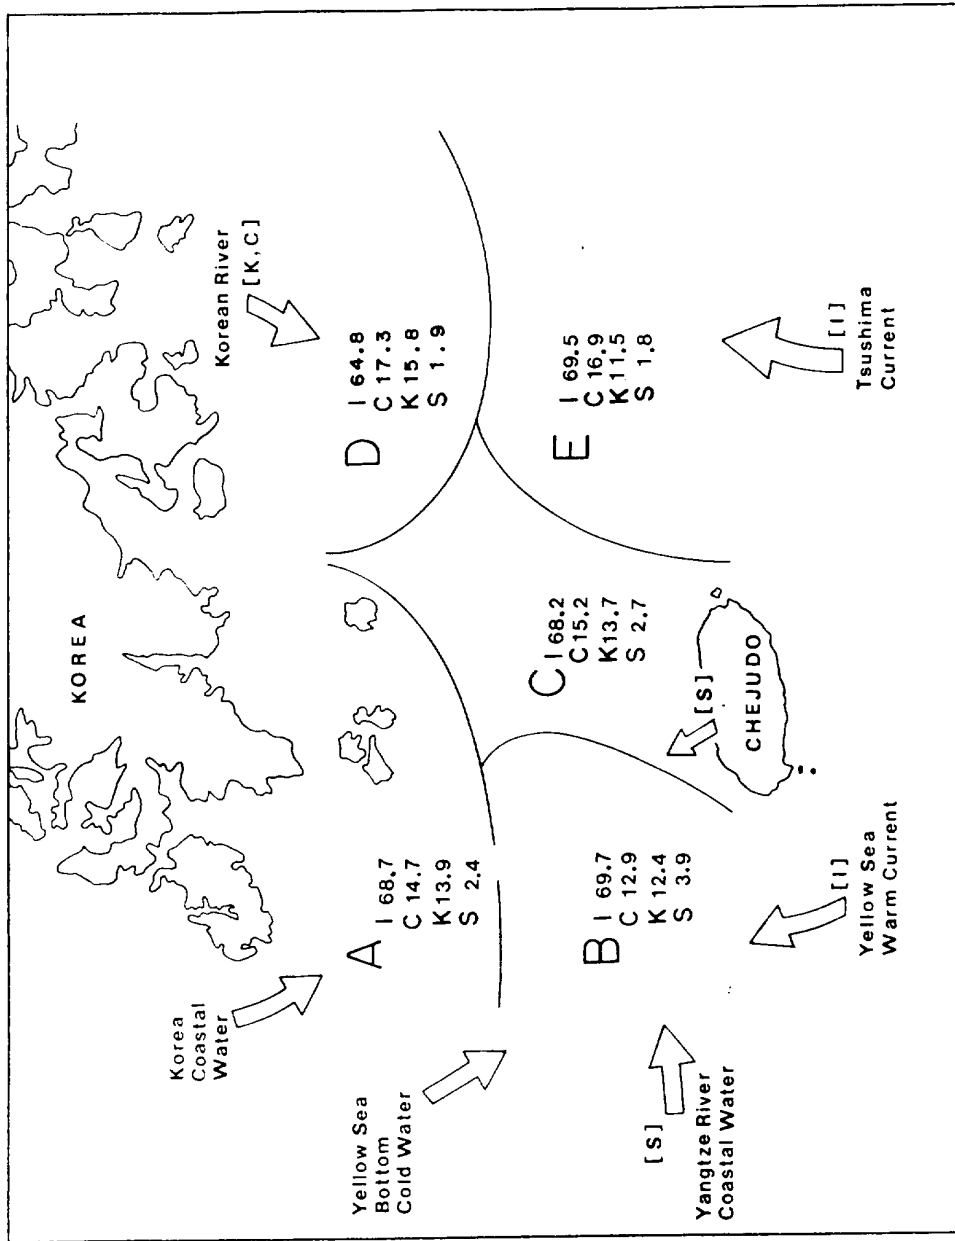 KOREA
Korean River
[K,C]
Korea
Coastal
Water
A
I 68.7
C 14.7
K 13.9
S 2.4
D
I 64.8
C 17.3
K 15.8
S 1.9
Yellow Sea
Bottom
Cold Water
B
I 69.7
C 12.9
K 12.4
S 3.9
C
I 68.2
C 15.2
K 13.7
S 2.7
E
I 69.5
C 16.9
K 11.5
S 1.8
[S]
Yangtze River
Coastal Water
[S]
CHEJUDO
[I]
Yellow Sea
Warm Current
[I]
Tsushima
Current